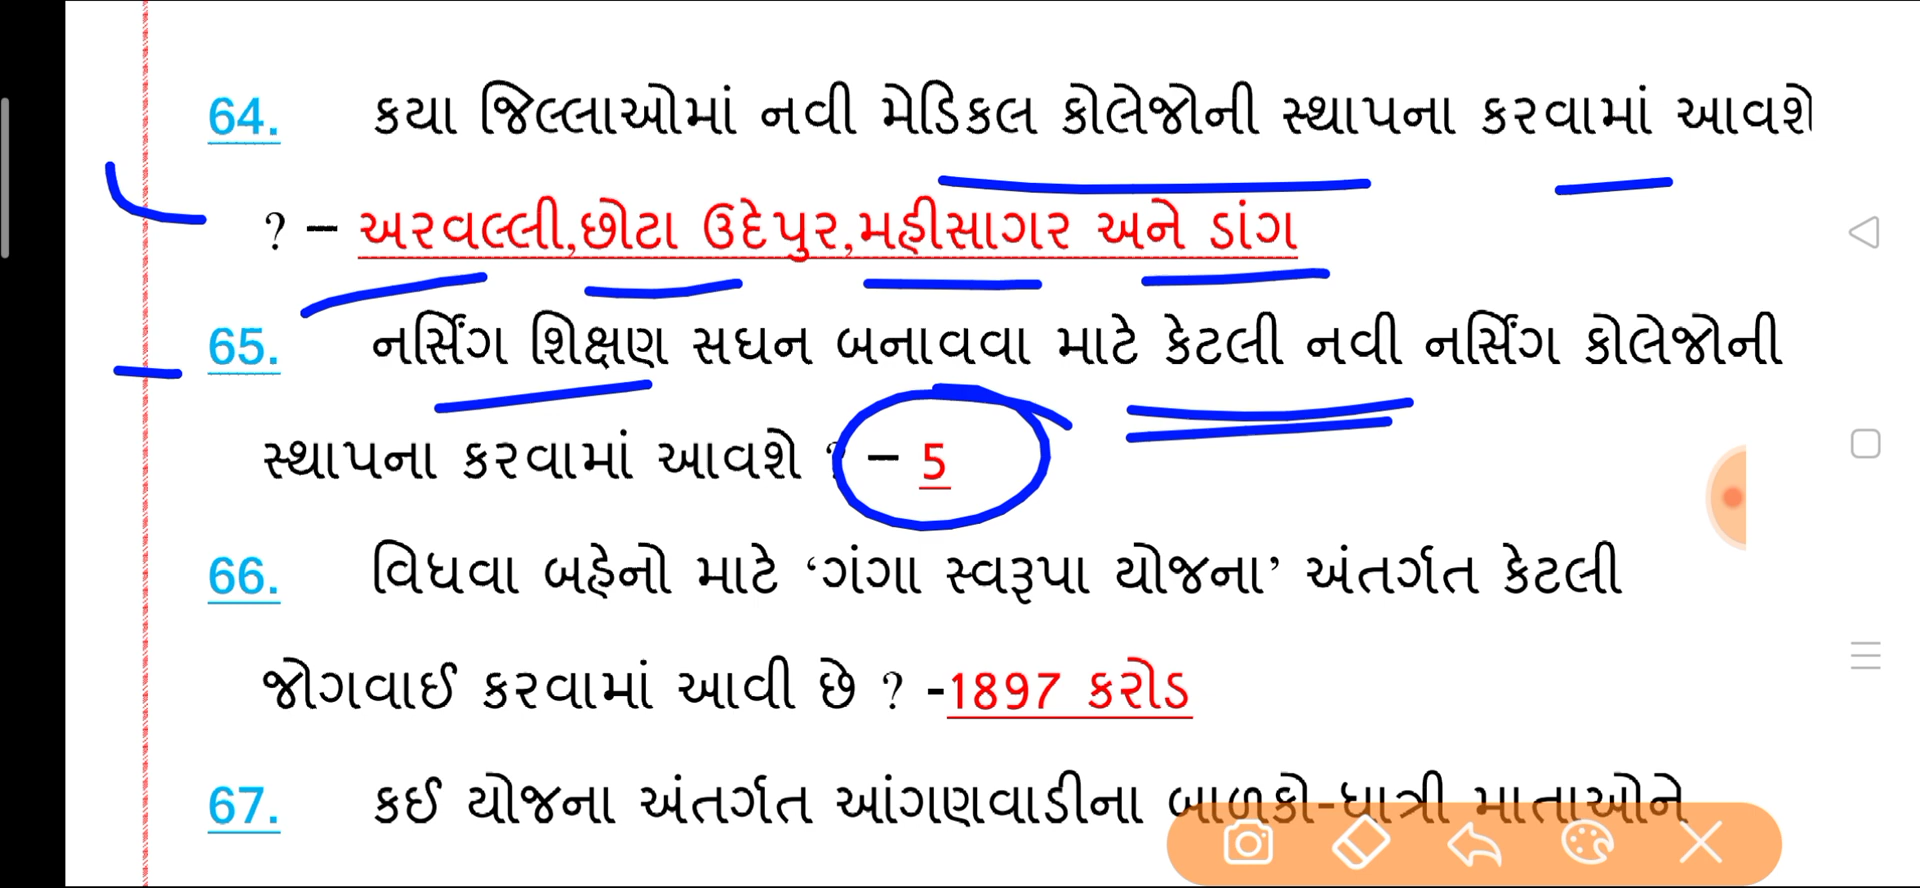 64. કયા જિલ્લાઓમાં નવી મેડિકલ કોલેજોની સ્થાપના કરવામાં આવશે
? – અરવલ્લી,છોટા ઉદેપુર,મહીસાગર અને ડાંગ
65. નર્સિંગ શિક્ષણ સઘન બનાવવા માટે કેટલી નવી નર્સિંગ કોલેજોની
સ્થાપના કરવામાં આવશે ? – 5
66. વિધવા બહેનો માટે ‘ગંગા સ્વરૂપા યોજના’ અંતર્ગત કેટલી
જોગવાઈ કરવામાં આવી છે ? -1897 કરોડ
67. કઈ યોજના અંતર્ગત આંગણવાડીના બાળકો-ધાત્રી માતાઓને